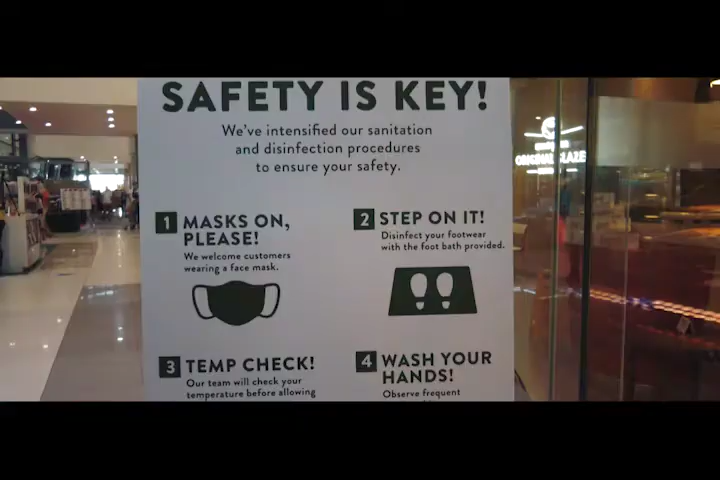 SAFETY IS KEY!
We've intensified our sanitation
and disinfection procedures
to ensure your safety.
1 MASKS ON,
PLEASE!
We welcome customers
wearing a face mask.
2 STEP ON IT!
Disinfect your footwear
with the foot bath provided.
3 TEMP CHECK!
Our team will check your
temperature before allowing
4 WASH YOUR
HANDS!
Observe frequent
ORIGINAL GLAZED